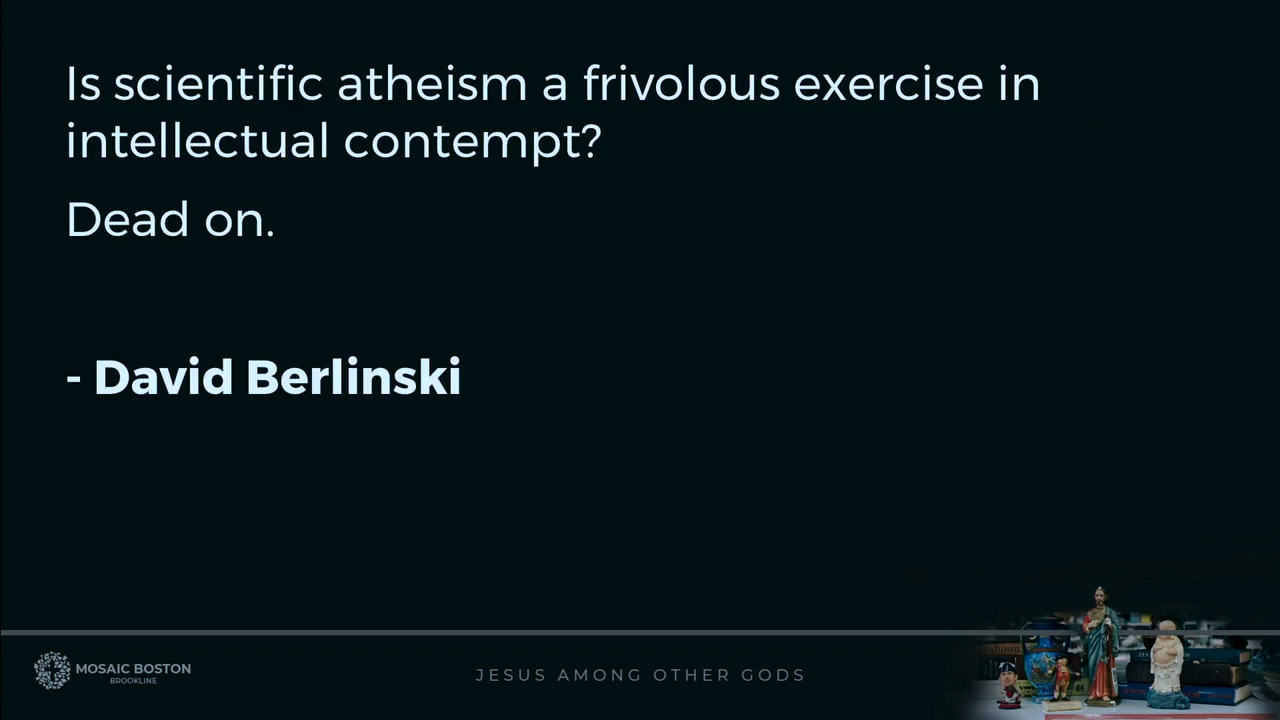 Is scientific atheism a frivolous exercise in
intellectual contempt?
Dead on.
- David Berlinski
MOSAIC BOSTON
BROOKLINE
JESUS AMONG OTHER GODS